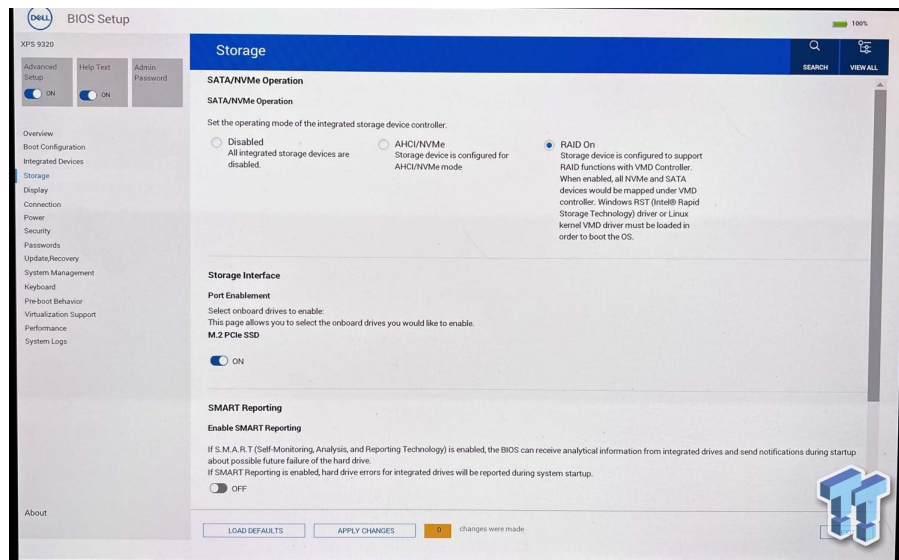 DELL
BIOS Setup
100%
XPS 9320
Advanced Setup
ON
Help Text
ON
Admin Password
Storage
SEARCH
VIEW ALL
Overview
Boot Configuration
Integrated Devices
Storage
Display
Connection
Power
Security
Passwords
Update,Recovery
System Management
Keyboard
Pre-boot Behavior
Virtualization Support
Performance
System Logs
About
SATA/NVMe Operation
SATA/NVMe Operation
Set the operating mode of the integrated storage device controller.
Disabled
All integrated storage devices are
disabled.
AHCI/NVMe
Storage device is configured for
AHCI/NVMe mode
RAID On
Storage device is configured to support
RAID functions with VMD Controller.
When enabled, all NVMe and SATA
devices would be mapped under VMD
controller. Windows RST (Intel® Rapid
Storage Technology) driver or Linux
kernel VMD driver must be loaded in
order to boot the OS.
Storage Interface
Port Enablement
Select onboard drives to enable:
This page allows you to select the onboard drives you would like to enable.
M.2 PCIe SSD
ON
SMART Reporting
Enable SMART Reporting
If S.M.A.R.T (Self-Monitoring, Analysis, and Reporting Technology) is enabled, the BIOS can receive analytical information from integrated drives and send notifications during startup
about possible future failure of the hard drive.
If SMART Reporting is enabled, hard drive errors for integrated drives will be reported during system startup.
OFF
LOAD DEFAULTS
APPLY CHANGES
0
changes were made
TT